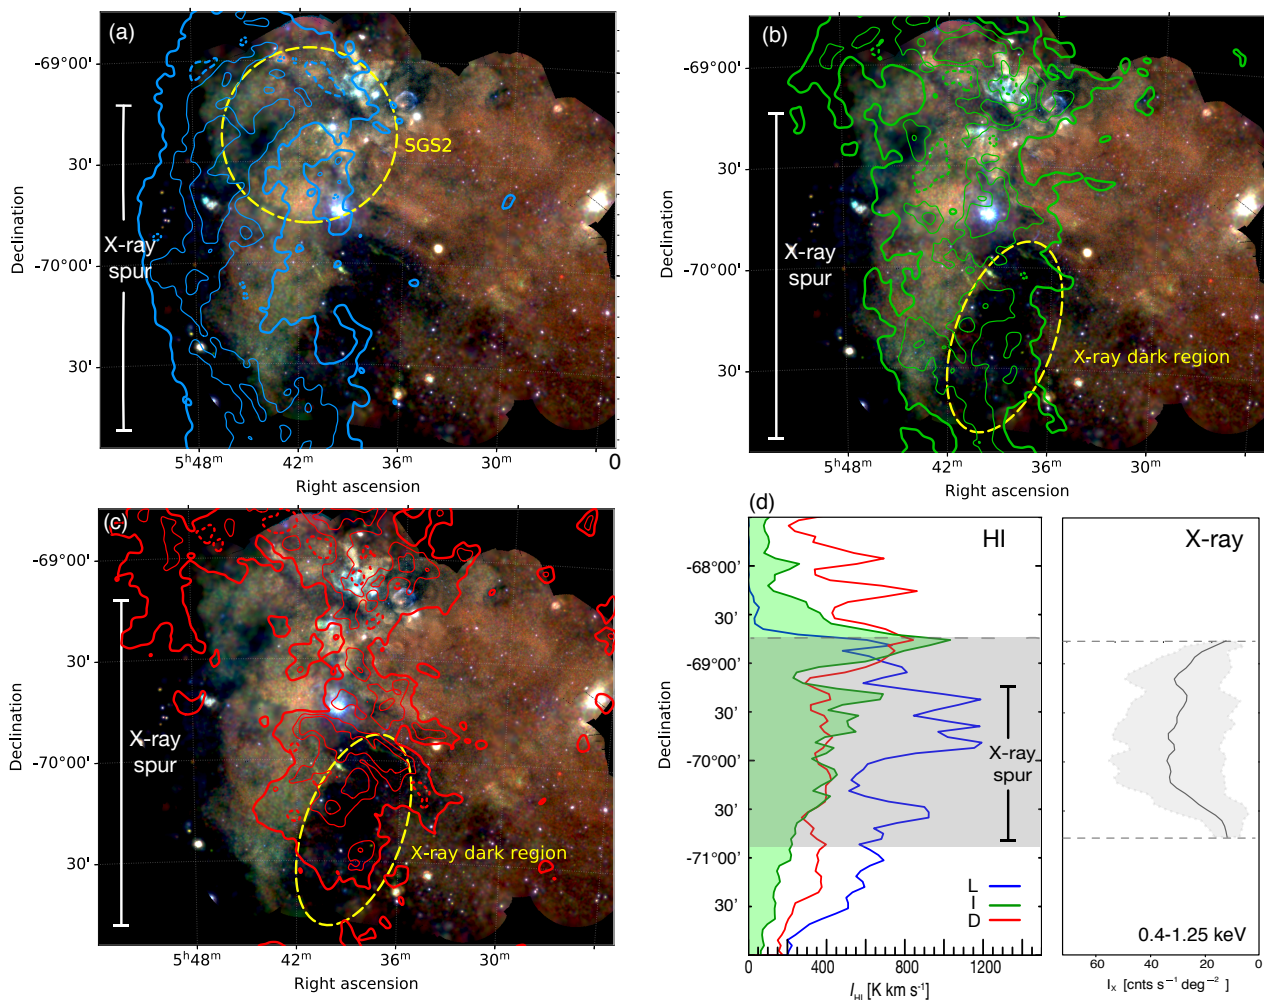 (a)
-69°00'
30'
-70°00'
30'
Declination
SGS2
X-ray
spur
5ʰ48ᵐ
42ᵐ
36ᵐ
30ᵐ
0
Right ascension
(b)
-69°00'
30'
-70°00'
30'
Declination
X-ray
spur
X-ray dark region
5ʰ48ᵐ
42ᵐ
36ᵐ
30ᵐ
Right ascension
(c)
-69°00'
30'
-70°00'
30'
Declination
X-ray
spur
X-ray dark region
5ʰ48ᵐ
42ᵐ
36ᵐ
30ᵐ
Right ascension
(d)
HI
X-ray
-68°00'
30'
-69°00'
30'
-70°00'
30'
-71°00'
30'
Declination
X-ray
spur
L
I
D
0 400 800 1200
I_HI [K km s⁻¹]
0.4-1.25 keV
60 40 20 0
I_X [cnts s⁻¹ deg⁻²]